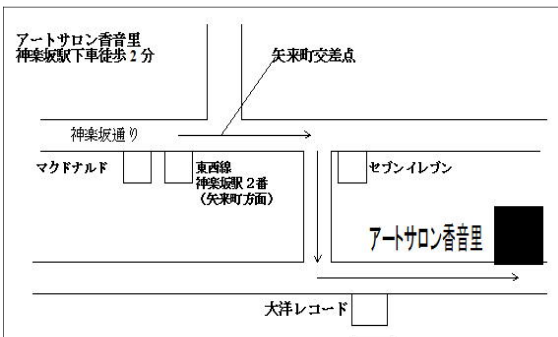 アートサロン香音里
神楽坂駅下車徒歩2分
矢来町交差点
神楽坂通り
マクドナルド
東西線
神楽坂駅2番
(矢来町方面)
セブンイレブン
アートサロン香音里
大洋レコード